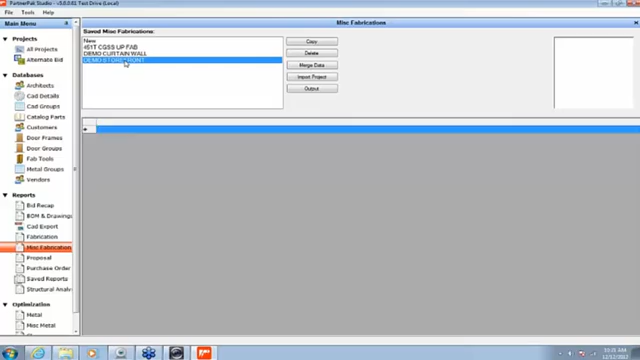 PartnerPak Studio - v3.0.0.61 Test Drive (Local)
File Tools Help
Main Menu
Misc Fabrications
Projects
All Projects
Alternate Bid
Databases
Architects
Cad Details
Cad Groups
Catalog Parts
Customers
Door Frames
Door Groups
Fab Tools
Metal Groups
Vendors
Reports
Bid Recap
BOM & Drawings
Cad Export
Fabrication
Misc Fabrication
Proposal
Purchase Order
Saved Reports
Structural Analy
Optimization
Metal
Misc Metal
Saved Misc Fabrications:
New
451T CGSS UP FAB
DEMO CURTAIN WALL
DEMO STOREFRONT
Copy
Delete
Merge Data
Import Project
Output